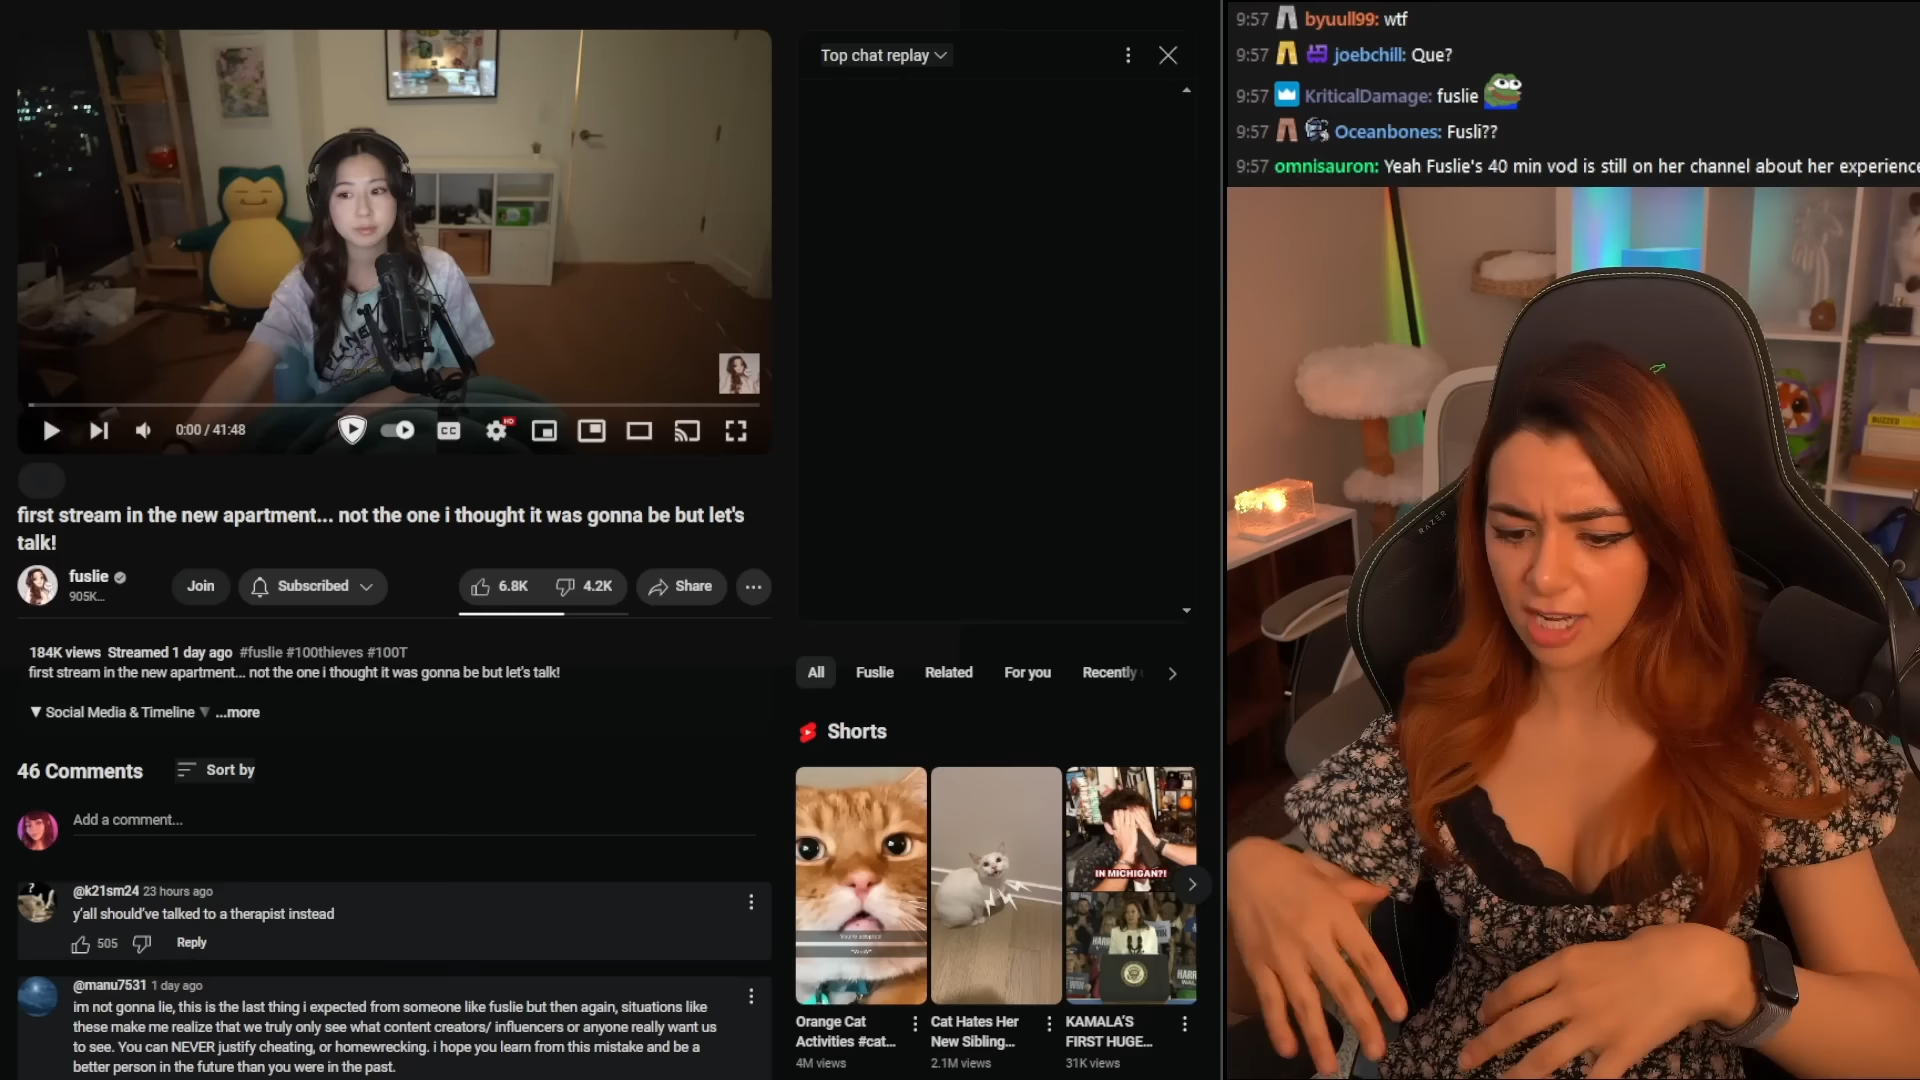 Top chat replay
HD
CC
0:00 / 41:48
first stream in the new apartment... not the one i thought it was gonna be but let's
talk!
fuslie
905K...
Join
Subscribed
6.8K
4.2K
Share
184K views Streamed 1 day ago #fuslie #100thieves #100T
first stream in the new apartment... not the one i thought it was gonna be but let's talk!
▼ Social Media & Timeline ▼ ...more
46 Comments
Sort by
Add a comment...
@k21sm24 23 hours ago
y'all should've talked to a therapist instead
505
Reply
@manu7531 1 day ago
im not gonna lie, this is the last thing i expected from someone like fuslie but then again, situations like
these make me realize that we truly only see what content creators/ influencers or anyone really want us
to see. You can NEVER justify cheating, or homewrecking. i hope you learn from this mistake and be a
better person in the future than you were in the past.
All
Fuslie
Related
For you
Recently
Shorts
IN MICHIGAN?!
Orange Cat
Activities #cat...
4M views
Cat Hates Her
New Sibling...
2.1M views
KAMALA'S
FIRST HUGE...
31K views
9:57 byuull99: wtf
9:57 joebchill: Que?
9:57 KriticalDamage: fuslie
9:57 Oceanbones: Fusli??
9:57 omnisauron: Yeah Fuslie's 40 min vod is still on her channel about her experience
RAZER
BUZZED